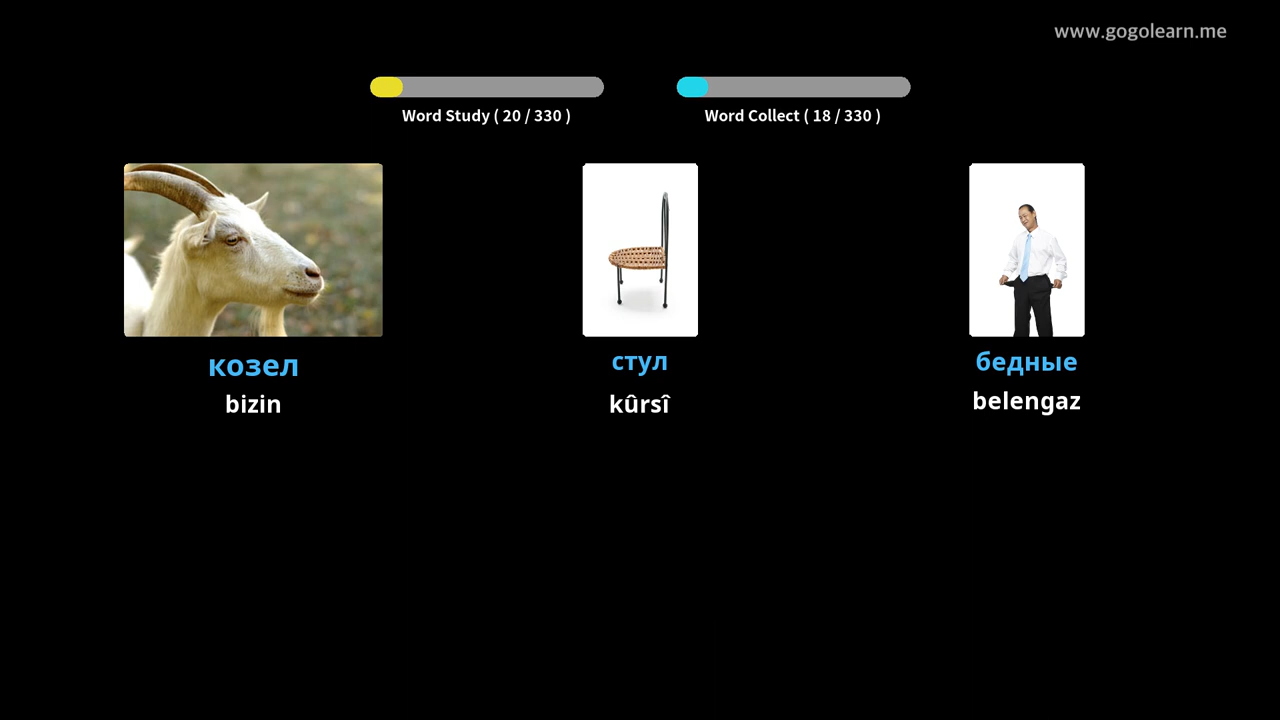 www.gogolearn.me
Word Study ( 20 / 330 )
Word Collect ( 18 / 330 )
козел
bizin
стул
kûrsî
бедные
belengaz